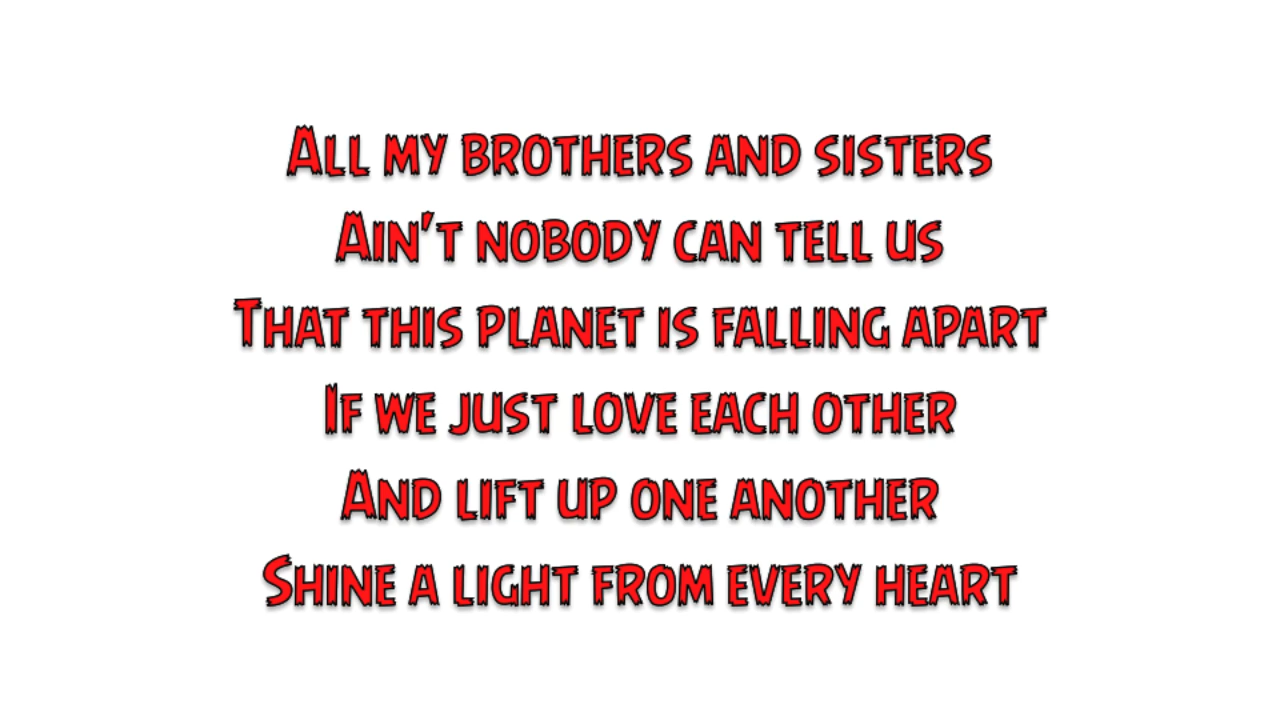 All my brothers and sisters
Ain't nobody can tell us
That this planet is falling apart
If we just love each other
And lift up one another
Shine a light from every heart